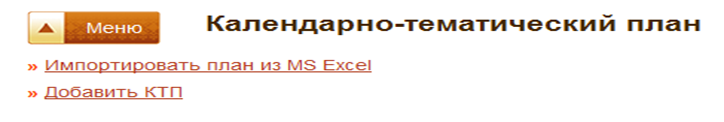 Меню Календарно-тематический план
» Импортировать план из MS Excel
» Добавить КТП